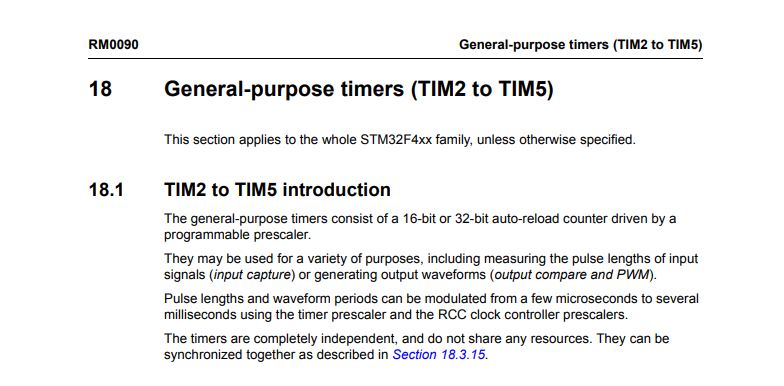 RM0090 General-purpose timers (TIM2 to TIM5)
18 General-purpose timers (TIM2 to TIM5)
This section applies to the whole STM32F4xx family, unless otherwise specified.
18.1 TIM2 to TIM5 introduction
The general-purpose timers consist of a 16-bit or 32-bit auto-reload counter driven by a
programmable prescaler.
They may be used for a variety of purposes, including measuring the pulse lengths of input
signals (input capture) or generating output waveforms (output compare and PWM).
Pulse lengths and waveform periods can be modulated from a few microseconds to several
milliseconds using the timer prescaler and the RCC clock controller prescalers.
The timers are completely independent, and do not share any resources. They can be
synchronized together as described in Section 18.3.15.